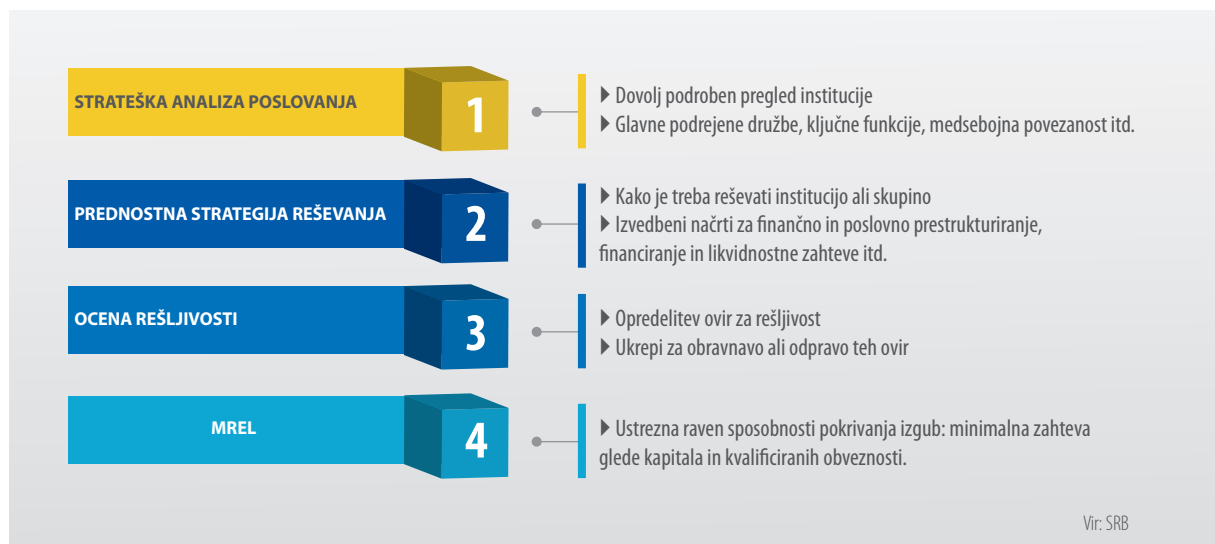 STRATEŠKA ANALIZA POSLOVANJA
1
▶ Dovolj podroben pregled institucije
▶ Glavne podrejene družbe, ključne funkcije, medsebojna povezanost itd.
PREDNOSTNA STRATEGIJA REŠEVANJA
2
▶ Kako je treba reševati institucijo ali skupino
▶ Izvedbeni načrti za finančno in poslovno prestrukturiranje,
financiranje in likvidnostne zahteve itd.
OCENA REŠLJIVOSTI
3
▶ Opredelitev ovir za rešljivost
▶ Ukrepi za obravnavo ali odpravo teh ovir
MREL
4
▶ Ustrezna raven sposobnosti pokrivanja izgub: minimalna zahteva
glede kapitala in kvalificiranih obveznosti.
Vir: SRB